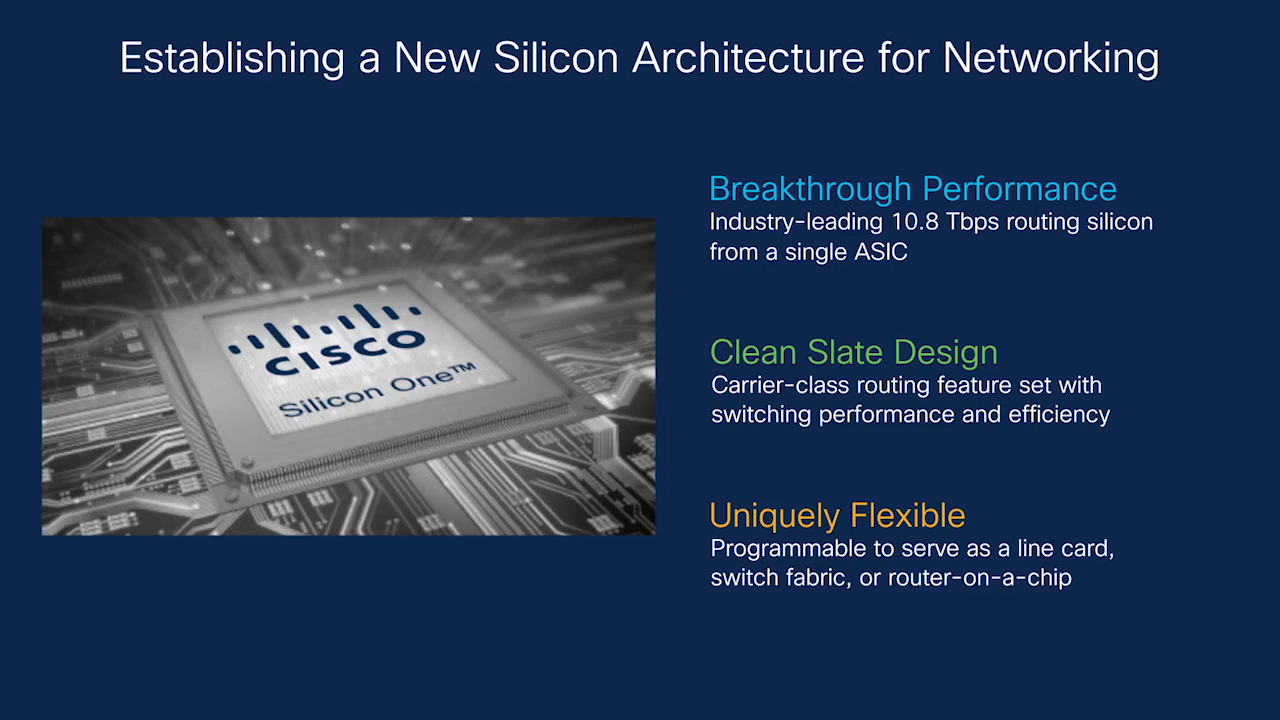 Establishing a New Silicon Architecture for Networking
CISCO
Silicon One™
Breakthrough Performance
Industry-leading 10.8 Tbps routing silicon
from a single ASIC
Clean Slate Design
Carrier-class routing feature set with
switching performance and efficiency
Uniquely Flexible
Programmable to serve as a line card,
switch fabric, or router-on-a-chip